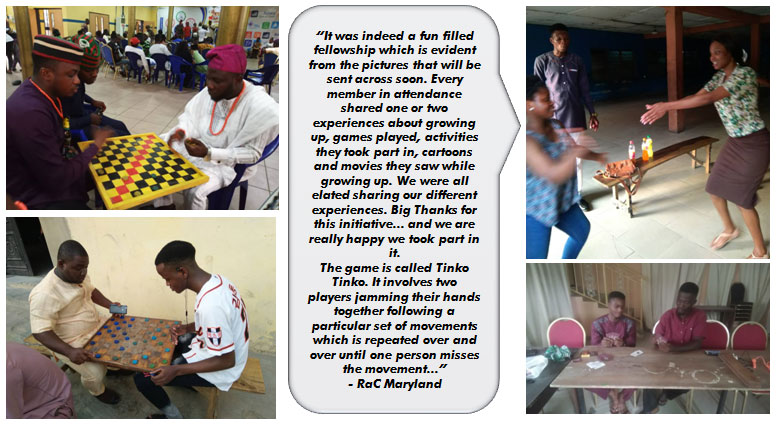 “It was indeed a fun filled
fellowship which is evident
from the pictures that will be
sent across soon. Every
member in attendance
shared one or two
experiences about growing
up, games played, activities
they took part in, cartoons
and movies they saw while
growing up. We were all
elated sharing our different
experiences. Big Thanks for
this initiative... and we are
really happy we took part in
it.
The game is called Tinko
Tinko. It involves two
players jamming their hands
together following a
particular set of movements
which is repeated over and
over until one person misses
the movement...”
- RaC Maryland